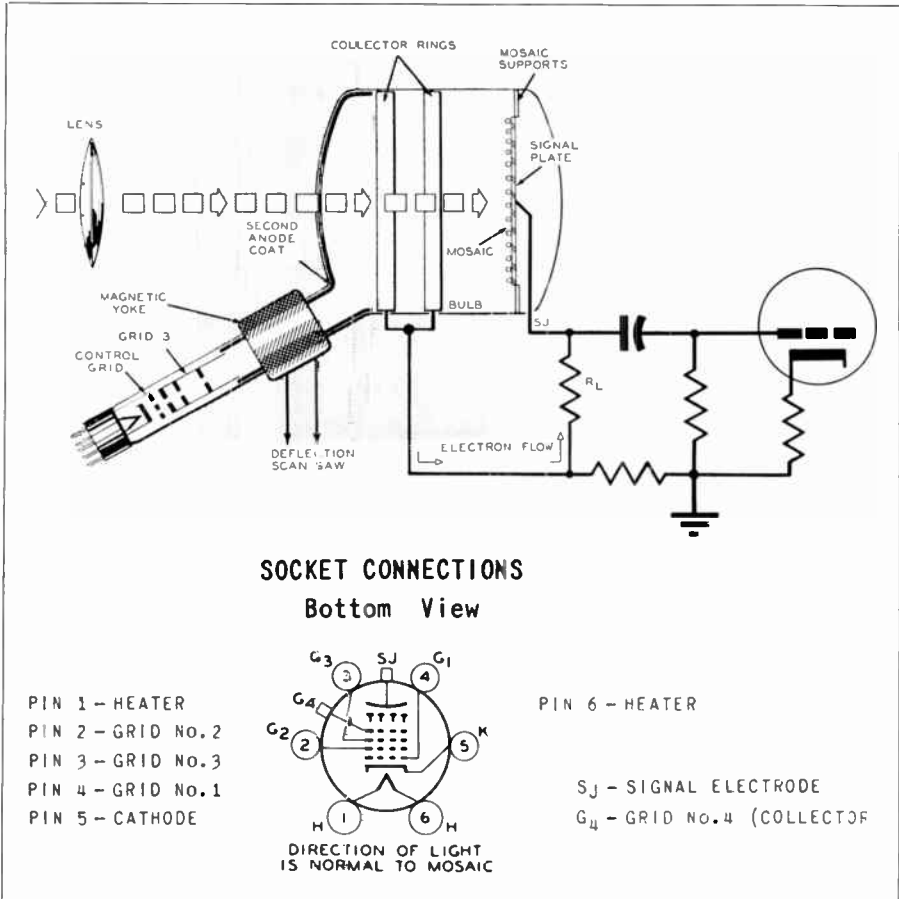 COLLECTOR RINGS
MOSAIC
SUPPORTS
LENS
SIGNAL
PLATE
SECOND
ANODE
COAT
MOSAIC
MAGNETIC
YOKE
BULB
SJ
GRID 3
CONTROL
GRID
RL
ELECTRON FLOW
DEFLECTION
SCAN SAW
SOCKET CONNECTIONS
Bottom View
G3 SJ G1
3 4
G4
G2 2 5 K
H 1 6 H
DIRECTION OF LIGHT
IS NORMAL TO MOSAIC
PIN 1 - HEATER
PIN 2 - GRID No.2
PIN 3 - GRID No.3
PIN 4 - GRID No.1
PIN 5 - CATHODE
PIN 6 - HEATER
SJ - SIGNAL ELECTRODE
G4 - GRID No.4 (COLLECTOR